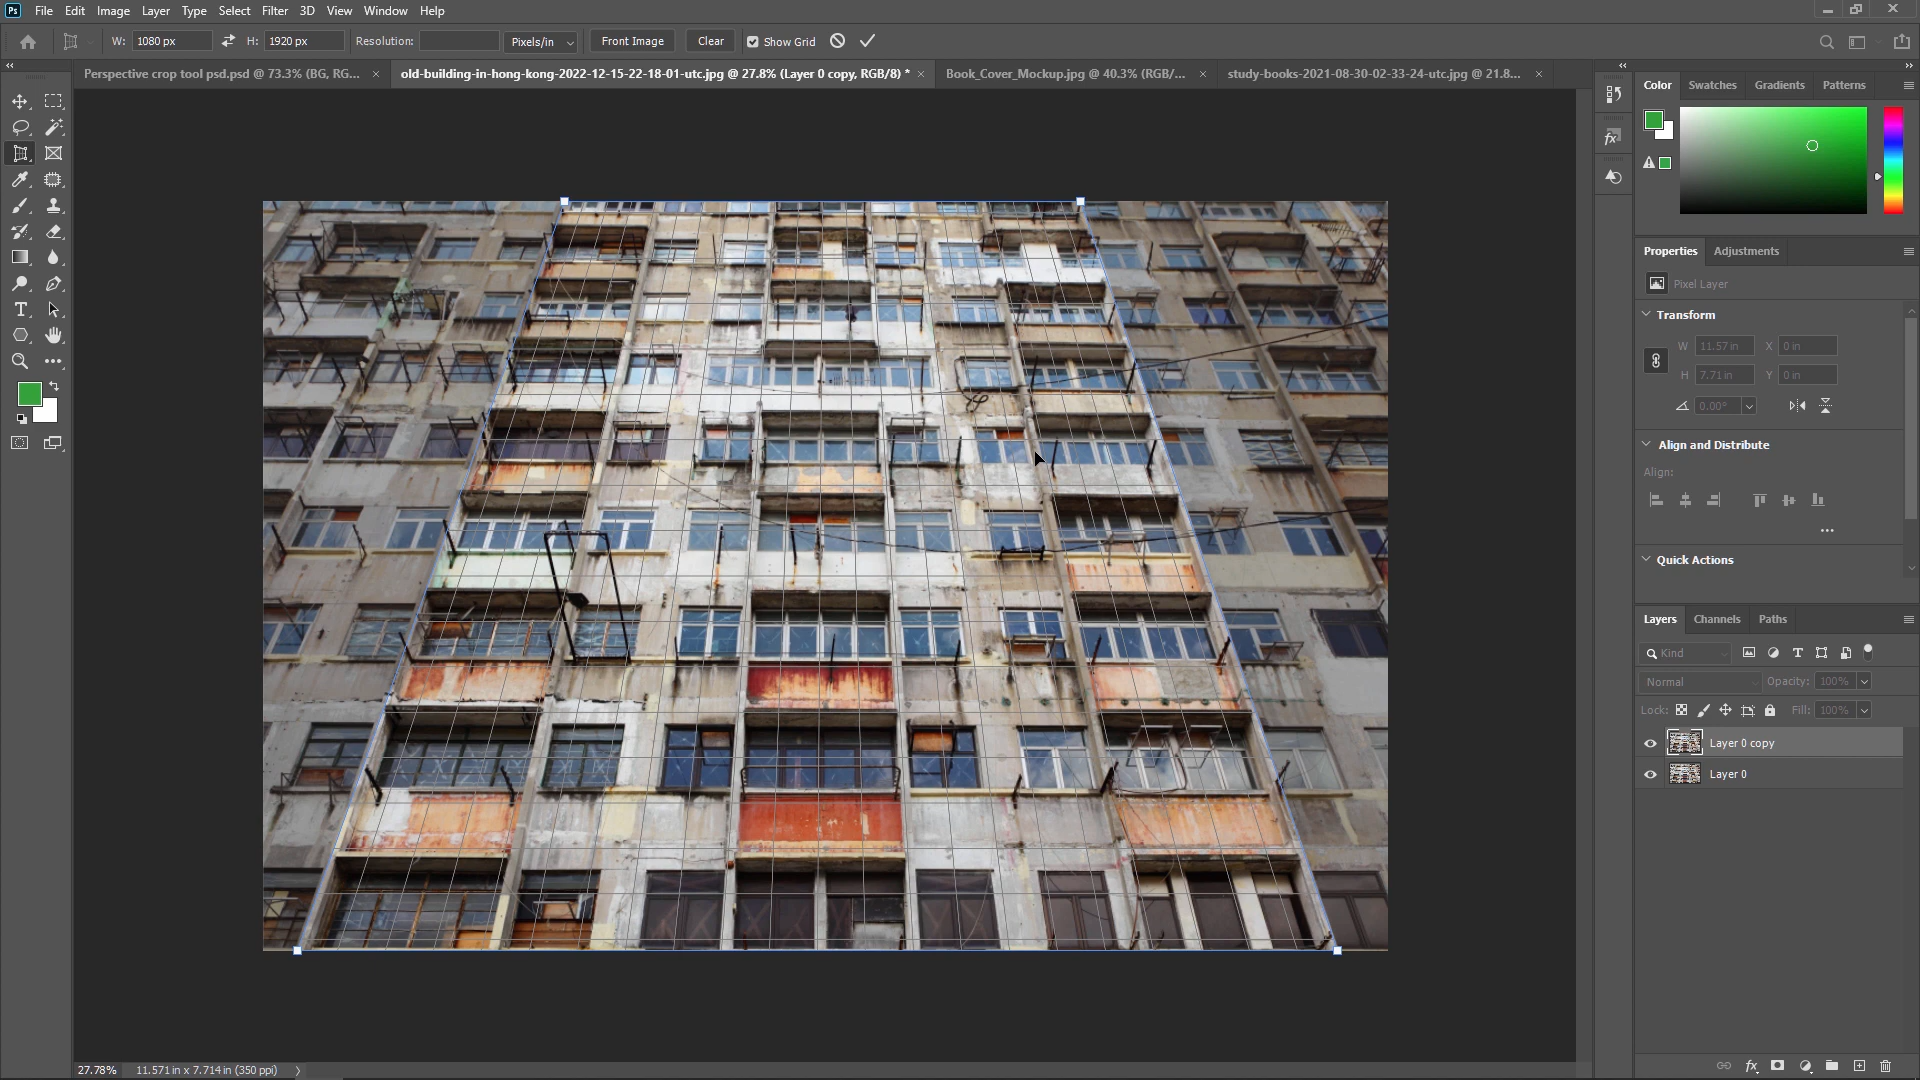 Ps File Edit Image Layer Type Select Filter 3D View Window Help
W: 1080 px H: 1920 px Resolution: Pixels/in Front Image Clear Show Grid
Perspective crop tool psd.psd @ 73.3% (BG, RG... × old-building-in-hong-kong-2022-12-15-22-18-01-utc.jpg @ 27.8% (Layer 0 copy, RGB/8) * × Book_Cover_Mockup.jpg @ 40.3% (RGB/... × study-books-2021-08-30-02-33-24-utc.jpg @ 21.8... ×
Color Swatches Gradients Patterns
Properties Adjustments
Pixel Layer
Transform
W 11.57 in X 0 in
H 7.71 in Y 0 in
0.00°
Align and Distribute
Align:
Quick Actions
Layers Channels Paths
Kind
Normal Opacity: 100%
Lock: Fill: 100%
Layer 0 copy
Layer 0
fx
27.78% 11.571 in x 7.714 in (350 ppi)